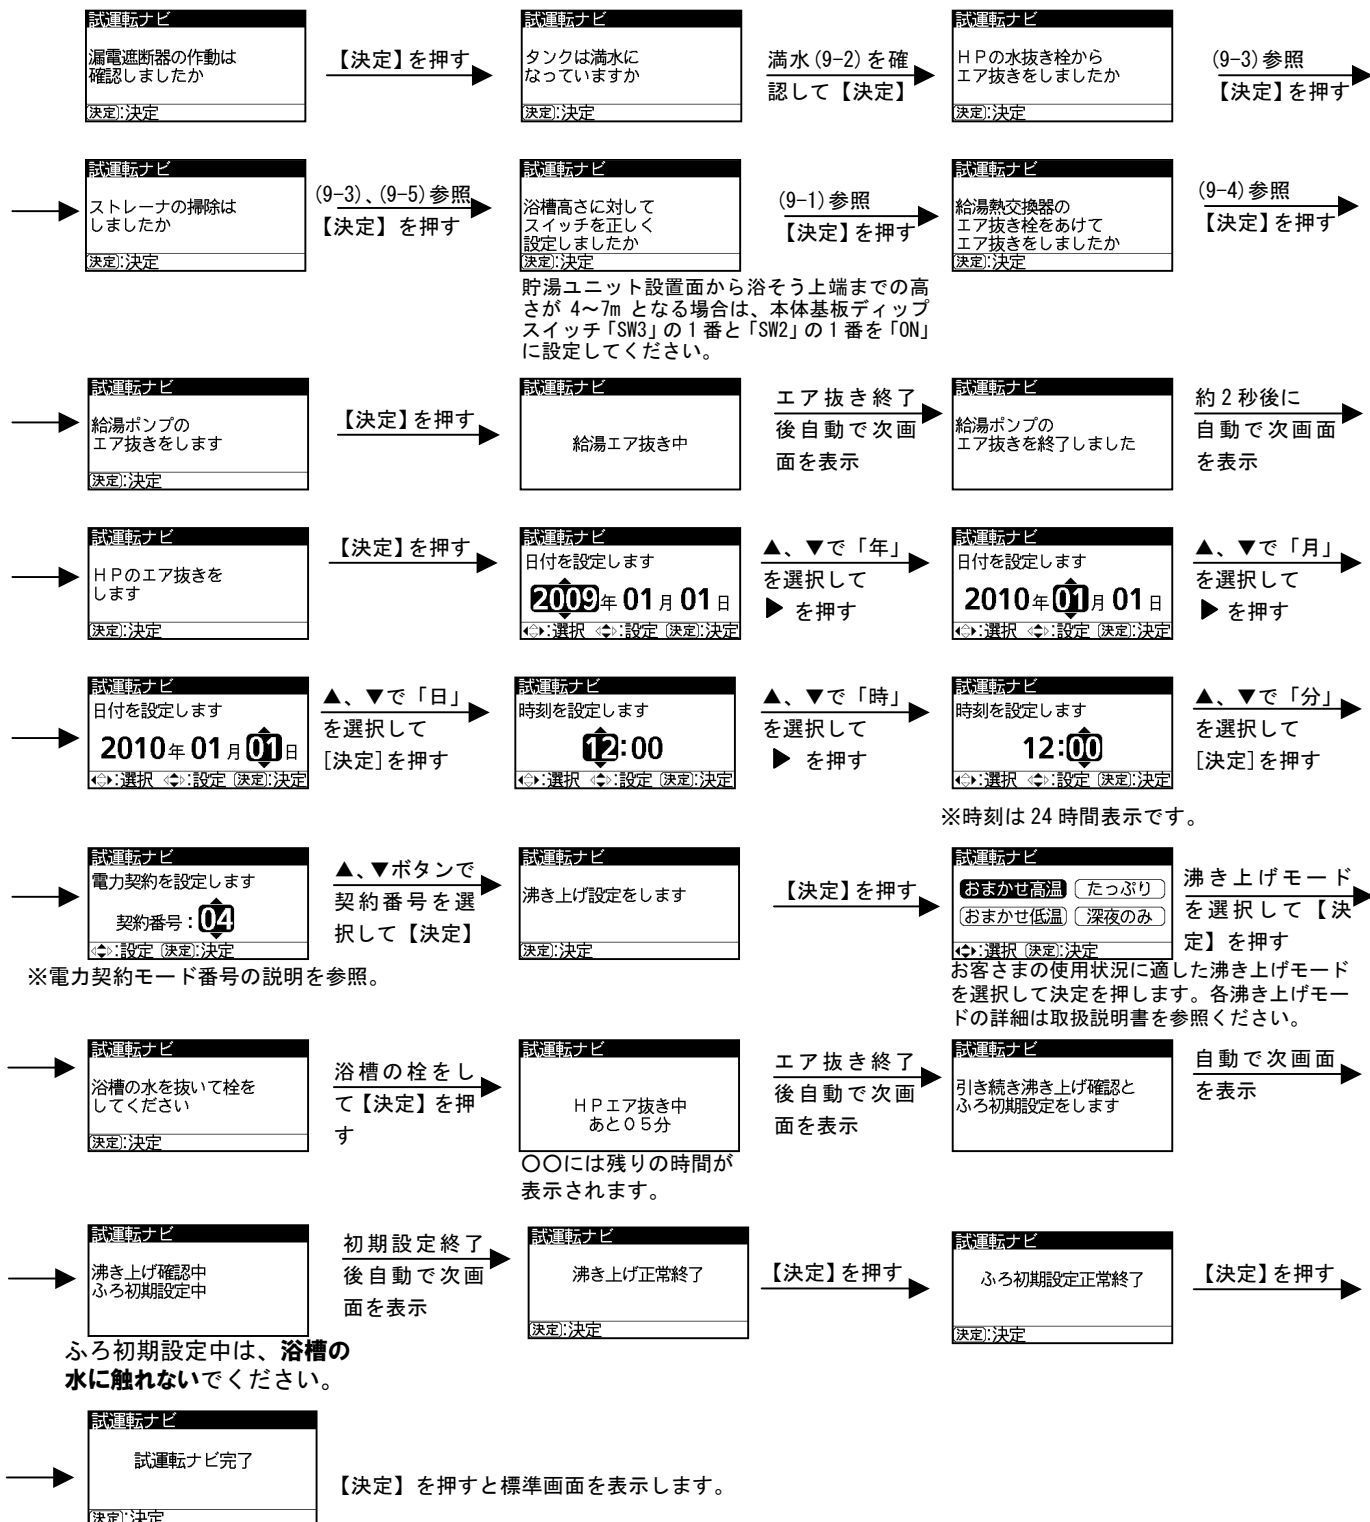 試運転ナビ
漏電遮断器の作動は
確認しましたか
決定:決定
【決定】を押す
試運転ナビ
タンクは満水に
なっていますか
決定:決定
満水(9-2)を確
認して【決定】
試運転ナビ
HPの水抜き栓から
エア抜きをしましたか
決定:決定
(9-3)参照
【決定】を押す
試運転ナビ
ストレーナの掃除は
しましたか
決定:決定
(9-3)、(9-5)参照
【決定】を押す
試運転ナビ
浴槽高さに対して
スイッチを正しく
設定しましたか
決定:決定
貯湯ユニット設置面から浴そう上端までの高
さが 4~7m となる場合は、本体基板ディップ
スイッチ「SW3」の1番と「SW2」の1番を「ON」
に設定してください。
(9-1)参照
【決定】を押す
試運転ナビ
給湯熱交換器の
エア抜き栓をあけて
エア抜きをしましたか
決定:決定
(9-4)参照
【決定】を押す
試運転ナビ
給湯ポンプの
エア抜きをします
決定:決定
【決定】を押す
試運転ナビ
給湯エア抜き中
エア抜き終了
後自動で次画
面を表示
試運転ナビ
給湯ポンプの
エア抜きを終了しました
約2秒後に
自動で次画面
を表示
試運転ナビ
HPのエア抜きを
します
決定:決定
【決定】を押す
試運転ナビ
日付を設定します
2009年01月01日
:選択 :設定 決定:決定
▲、▼で「年」
を選択して
▶ を押す
試運転ナビ
日付を設定します
2010年01月01日
:選択 :設定 決定:決定
▲、▼で「月」
を選択して
▶ を押す
試運転ナビ
日付を設定します
2010年01月01日
:選択 :設定 決定:決定
▲、▼で「日」
を選択して
[決定]を押す
試運転ナビ
時刻を設定します
12:00
:選択 :設定 決定:決定
▲、▼で「時」
を選択して
▶ を押す
試運転ナビ
時刻を設定します
12:00
:選択 :設定 決定:決定
※時刻は24時間表示です。
▲、▼で「分」
を選択して
[決定]を押す
試運転ナビ
電力契約を設定します
契約番号:04
:設定 決定:決定
※電力契約モード番号の説明を参照。
▲、▼ボタンで
契約番号を選
択して【決定】
試運転ナビ
沸き上げ設定をします
決定:決定
【決定】を押す
試運転ナビ
おまかせ高温 たっぷり
おまかせ低温 深夜のみ
:選択 決定:決定
お客さまの使用状況に適した沸き上げモード
を選択して決定を押します。各沸き上げモー
ドの詳細は取扱説明書を参照ください。
沸き上げモード
を選択して【決
定】を押す
試運転ナビ
浴槽の水を抜いて栓を
してください
決定:決定
浴槽の栓をし
て【決定】を押
す
試運転ナビ
HPエア抜き中
あと05分
〇〇には残りの時間が
表示されます。
エア抜き終了
後自動で次画
面を表示
試運転ナビ
引き続き沸き上げ確認と
ふろ初期設定をします
自動で次画面
を表示
試運転ナビ
沸き上げ確認中
ふろ初期設定中
ふろ初期設定中は、浴槽の
水に触れないでください。
初期設定終了
後自動で次画
面を表示
試運転ナビ
沸き上げ正常終了
決定:決定
【決定】を押す
試運転ナビ
ふろ初期設定正常終了
決定:決定
【決定】を押す
試運転ナビ
試運転ナビ完了
決定:決定
【決定】を押すと標準画面を表示します。